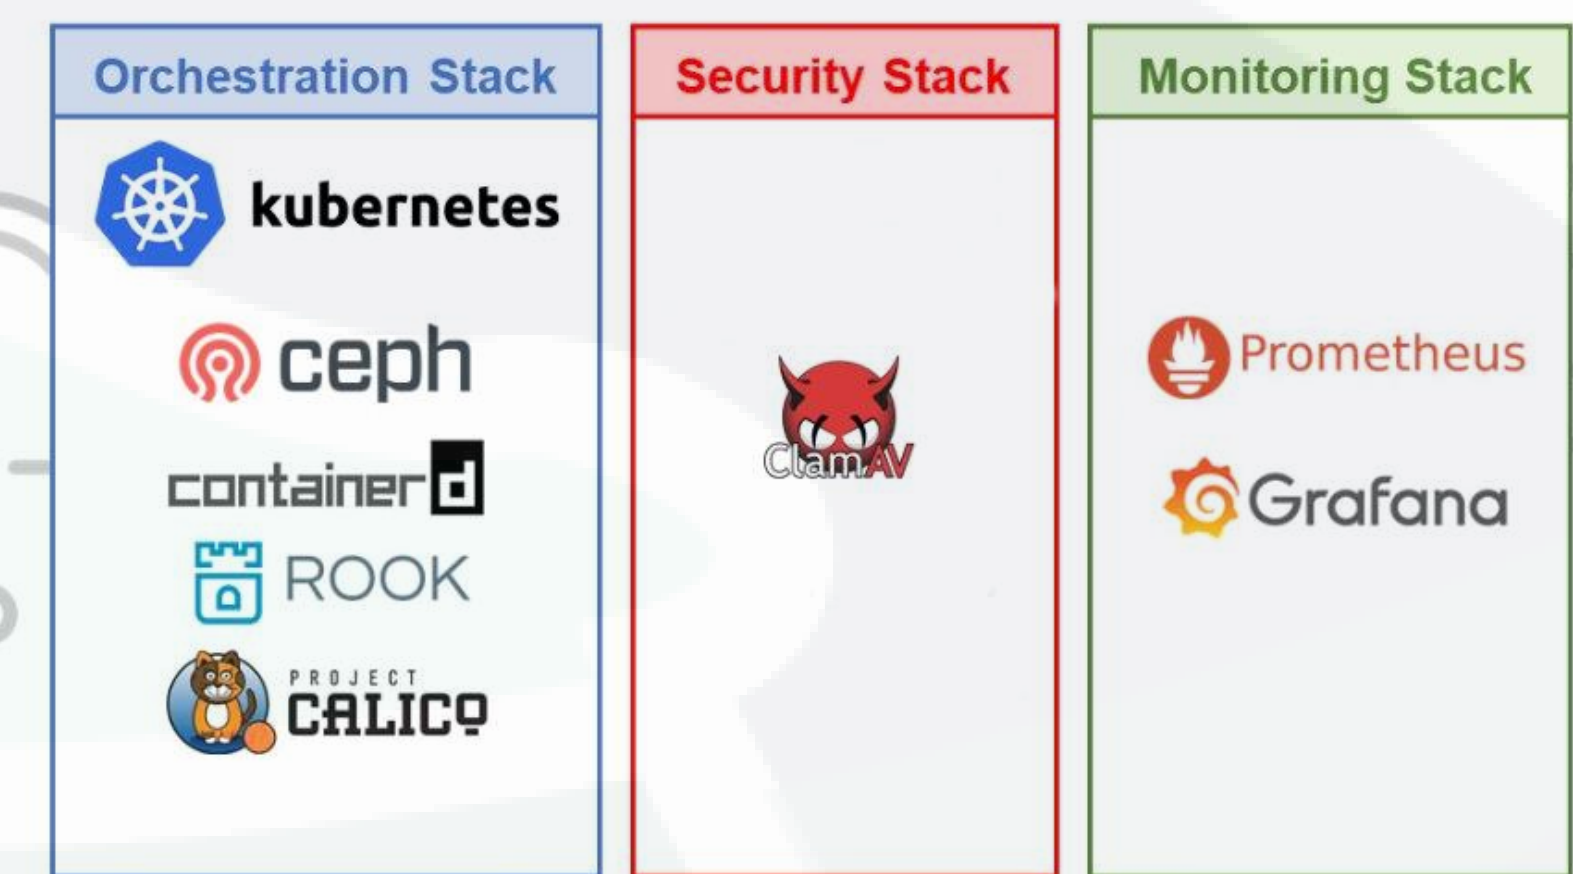 Orchestration Stack
kubernetes
ceph
containerd
ROOK
PROJECT
CALICO
Security Stack
ClamAV
Monitoring Stack
Prometheus
Grafana